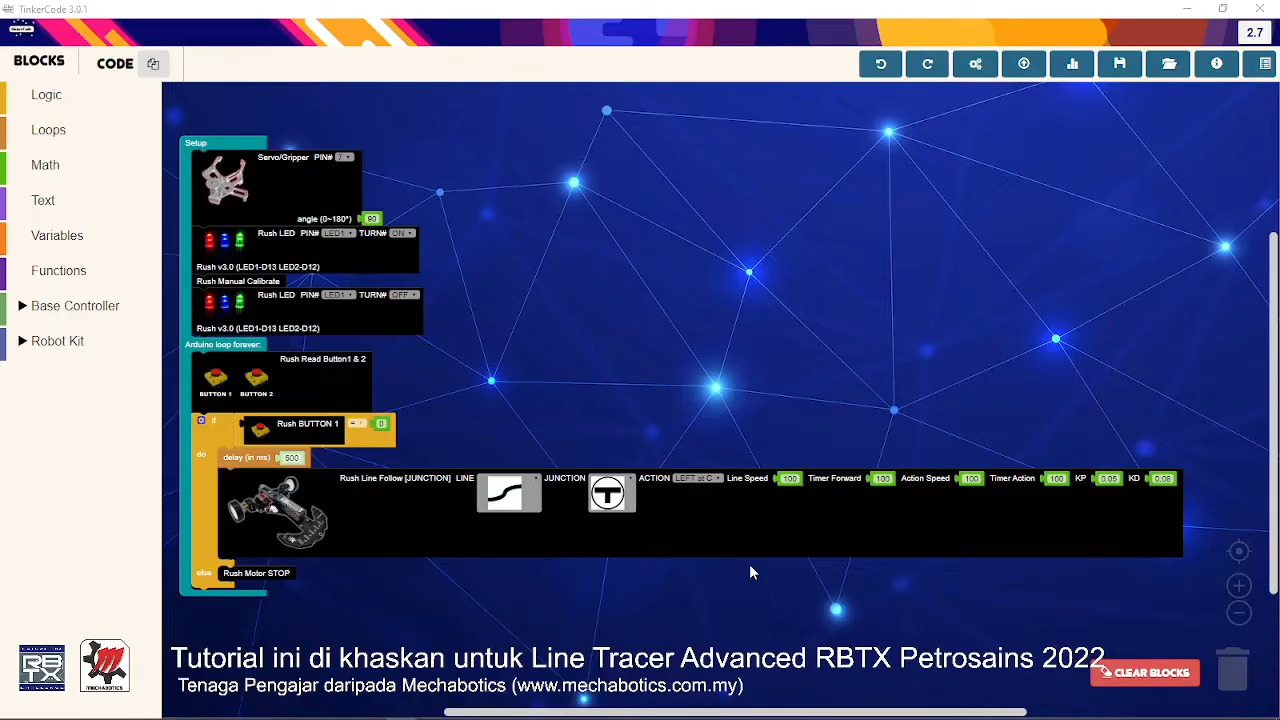 TinkerCode 3.0.1
2.7
BLOCKS
CODE
Logic
Loops
Math
Text
Variables
Functions
Base Controller
Robot Kit
Setup
Servo/Gripper PIN# 7
angle (0~180°) 90
Rush LED PIN# LED1 TURN# ON
Rush v3.0 (LED1-D13 LED2-D12)
Rush Manual Calibrate
Rush LED PIN# LED1 TURN# OFF
Rush v3.0 (LED1-D13 LED2-D12)
Arduino loop forever:
Rush Read Button1 & 2
BUTTON 1 BUTTON 2
if Rush BUTTON 1 = 0
do delay (in ms) 500
Rush Line Follow [JUNCTION] LINE JUNCTION ACTION LEFT at C Line Speed 100 Timer Forward 100 Action Speed 100 Timer Action 100 KP 0.05 KD 0.08
else Rush Motor STOP
Tutorial ini di khaskan untuk Line Tracer Advanced RBTX Petrosains 2022
Tenaga Pengajar daripada Mechabotics (www.mechabotics.com.my)
CLEAR BLOCKS
RB
TX
MECHABOTICS